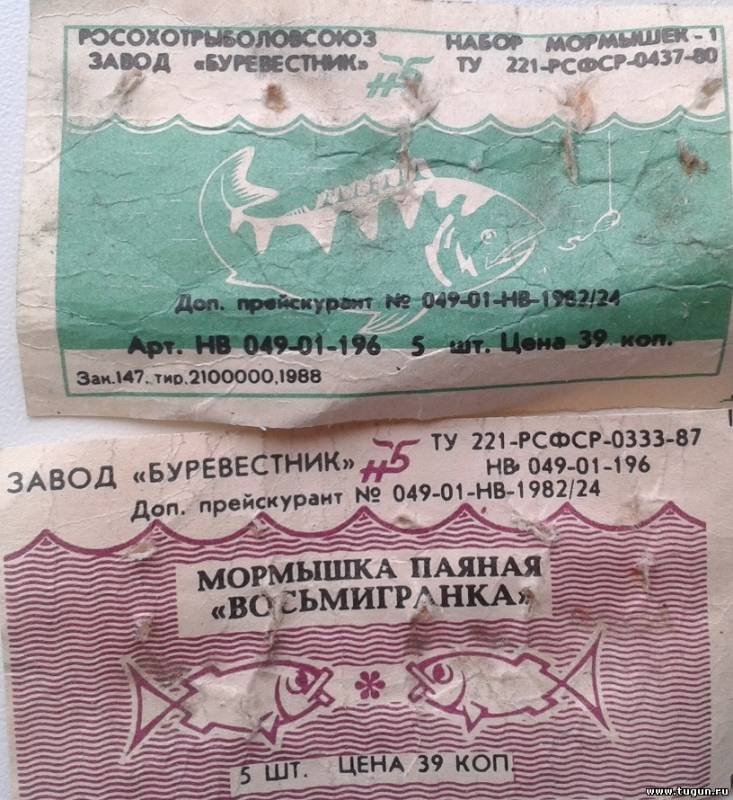 РОСОХОТРЫБОЛОВСОЮЗ
ЗАВОД «БУРЕВЕСТНИК»
НАБОР МОРМЫШЕК-1
ТУ 221-РСФСР-0437-80
Доп. прейскурант № 049-01-НВ-1982/24
Арт. НВ 049-01-196 5 шт. Цена 39 коп.
Зак.147. тир.2100000.1988
ЗАВОД «БУРЕВЕСТНИК»
ТУ 221-РСФСР-0333-87
НВ 049-01-196
Доп. прейскурант № 049-01-НВ-1982/24
МОРМЫШКА ПАЯНАЯ
«ВОСЬМИГРАНКА»
5 ШТ. ЦЕНА 39 КОП.
www.tugun.ru